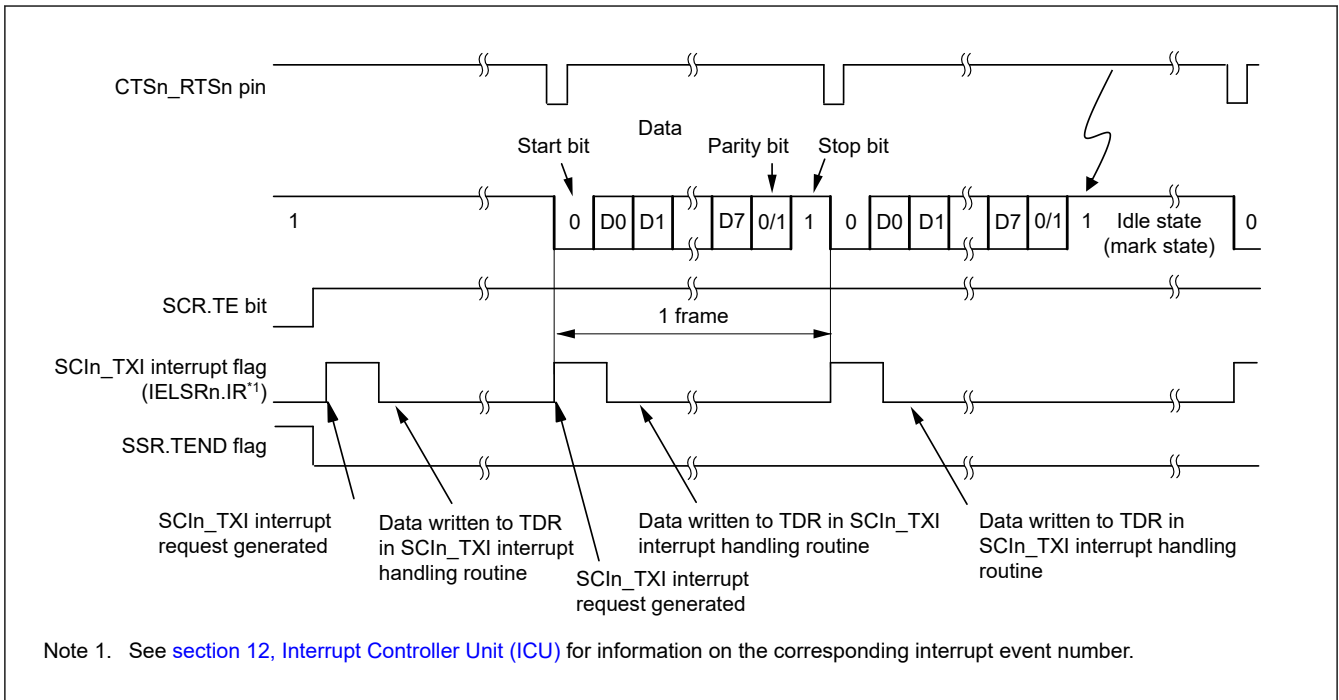 CTSn_RTSn pin
Data
Start bit
Parity bit
Stop bit
1
0 D0 D1 D7 0/1 1 0 D0 D1 D7 0/1 1 Idle state 0
(mark state)
SCR.TE bit
1 frame
SCIn_TXI interrupt flag
(IELSRn.IR*1)
SSR.TEND flag
SCIn_TXI interrupt
request generated
Data written to TDR
in SCIn_TXI interrupt
handling routine
SCIn_TXI interrupt
request generated
Data written to TDR in SCIn_TXI
interrupt handling routine
Data written to TDR in
SCIn_TXI interrupt handling
routine
Note 1. See section 12, Interrupt Controller Unit (ICU) for information on the corresponding interrupt event number.